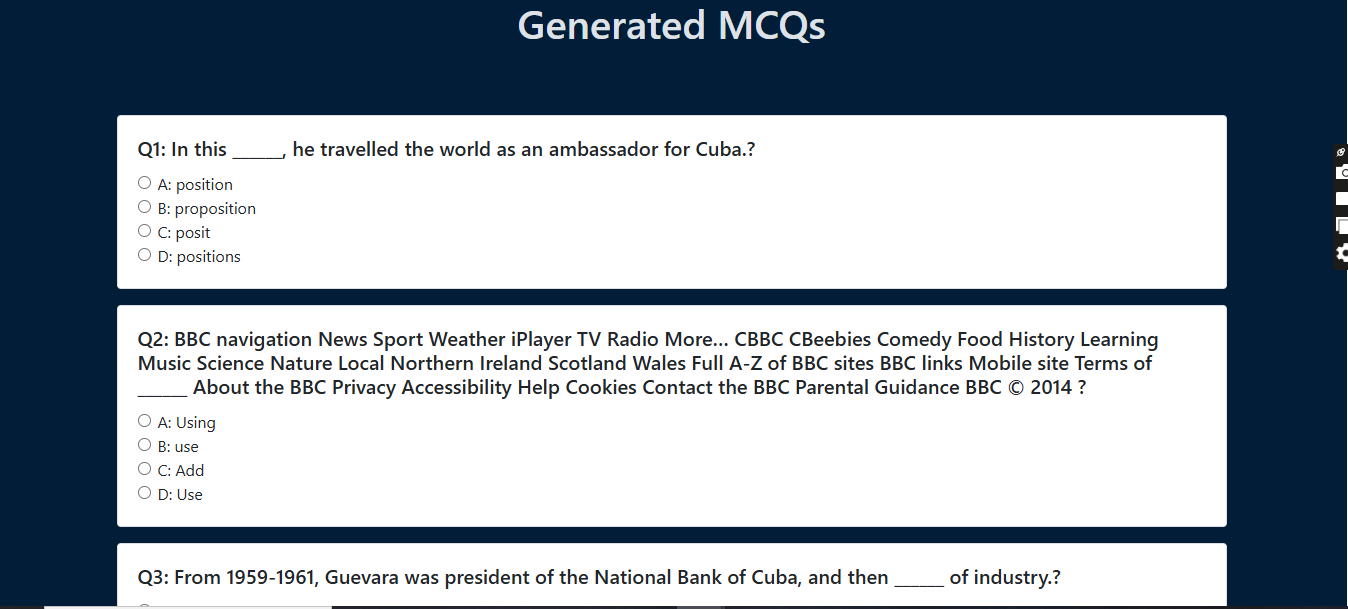 Generated MCQs
Q1: In this _____, he travelled the world as an ambassador for Cuba.?
A: position
B: proposition
C: posit
D: positions
Q2: BBC navigation News Sport Weather iPlayer TV Radio More… CBBC CBeebies Comedy Food History Learning
Music Science Nature Local Northern Ireland Scotland Wales Full A-Z of BBC sites BBC links Mobile site Terms of
_____ About the BBC Privacy Accessibility Help Cookies Contact the BBC Parental Guidance BBC © 2014 ?
A: Using
B: use
C: Add
D: Use
Q3: From 1959-1961, Guevara was president of the National Bank of Cuba, and then _____ of industry.?